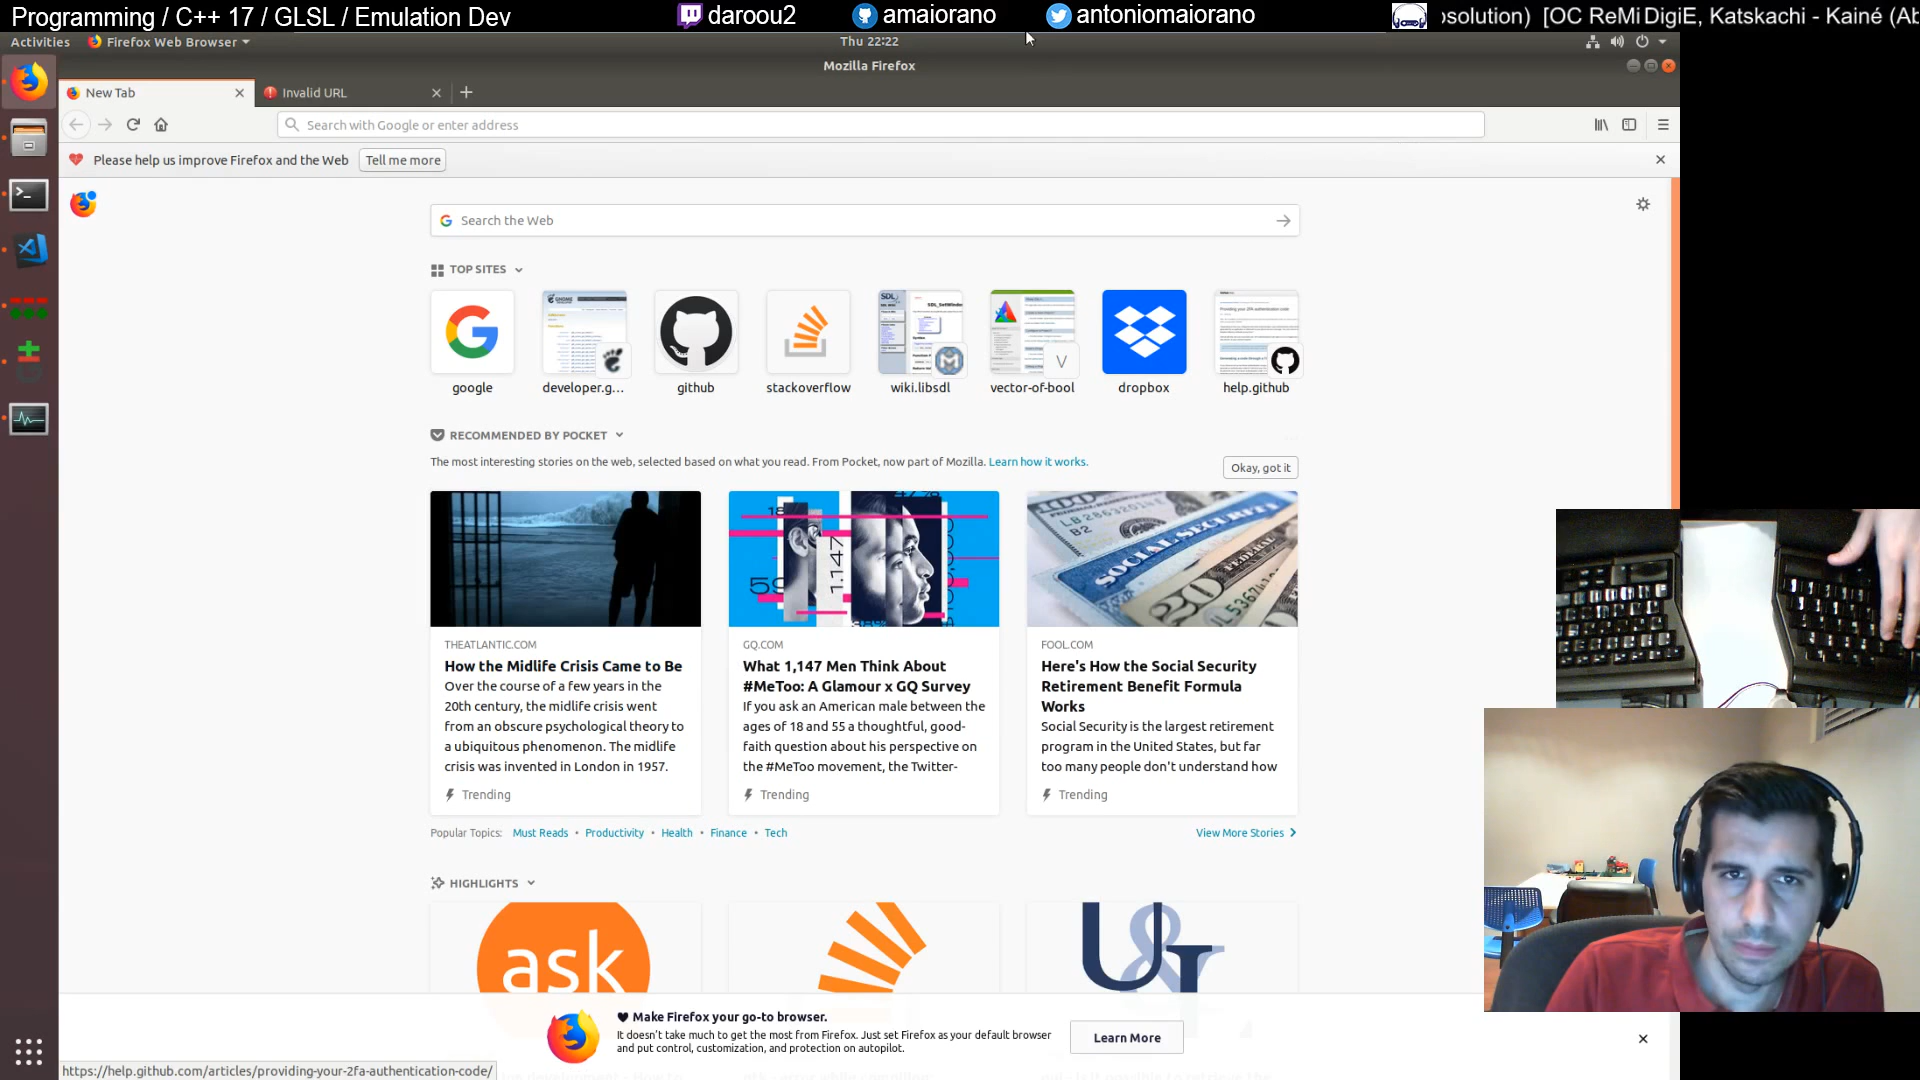 Programming / C++ 17 / GLSL / Emulation Dev
daroou2
amaiorano
antoniomaiorano
osolution) [OC ReMi DigiE, Katskachi - Kainé (Ab
Activities
Firefox Web Browser
Thu 22:22
Mozilla Firefox
New Tab
Invalid URL
Search with Google or enter address
Please help us improve Firefox and the Web
Tell me more
Search the Web
TOP SITES
google
developer.g...
github
stackoverflow
wiki.libsdl
vector-of-bool
dropbox
help.github
V
RECOMMENDED BY POCKET
The most interesting stories on the web, selected based on what you read. From Pocket, now part of Mozilla. Learn how it works.
Okay, got it
SOCIAL SECURITY
1.147
THEATLANTIC.COM
How the Midlife Crisis Came to Be
Over the course of a few years in the
20th century, the midlife crisis went
from an obscure psychological theory to
a ubiquitous phenomenon. The midlife
crisis was invented in London in 1957.
Trending
GQ.COM
What 1,147 Men Think About
#MeToo: A Glamour x GQ Survey
If you ask an American male between the
ages of 18 and 55 a thoughtful, good-
faith question about his perspective on
the #MeToo movement, the Twitter-
Trending
FOOL.COM
Here's How the Social Security
Retirement Benefit Formula
Works
Social Security is the largest retirement
program in the United States, but far
too many people don't understand how
Trending
Popular Topics: Must Reads • Productivity • Health • Finance • Tech
View More Stories
HIGHLIGHTS
ask
U&I
Make Firefox your go-to browser.
It doesn't take much to get the most from Firefox. Just set Firefox as your default browser
and put control, customization, and protection on autopilot.
Learn More
https://help.github.com/articles/providing-your-2fa-authentication-code/